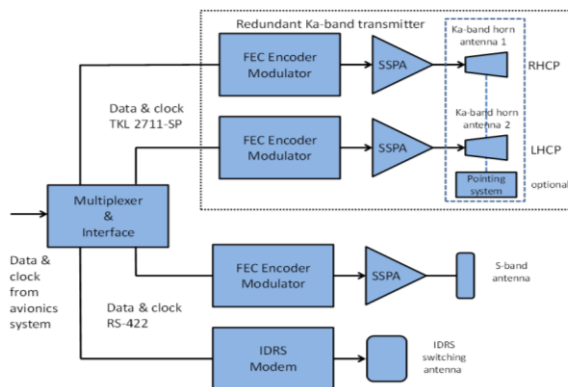 Redundant Ka-band transmitter
Ka-band horn
antenna 1
FEC Encoder
Modulator
SSPA
RHCP
Data & clock
TKL 2711-SP
Ka-band horn
antenna 2
FEC Encoder
Modulator
SSPA
LHCP
Pointing
system
optional
Multiplexer
&
Interface
Data &
clock
from
avionics
system
FEC Encoder
Modulator
SSPA
S-band
antenna
Data & clock
RS-422
IDRS
Modem
IDRS
switching
antenna